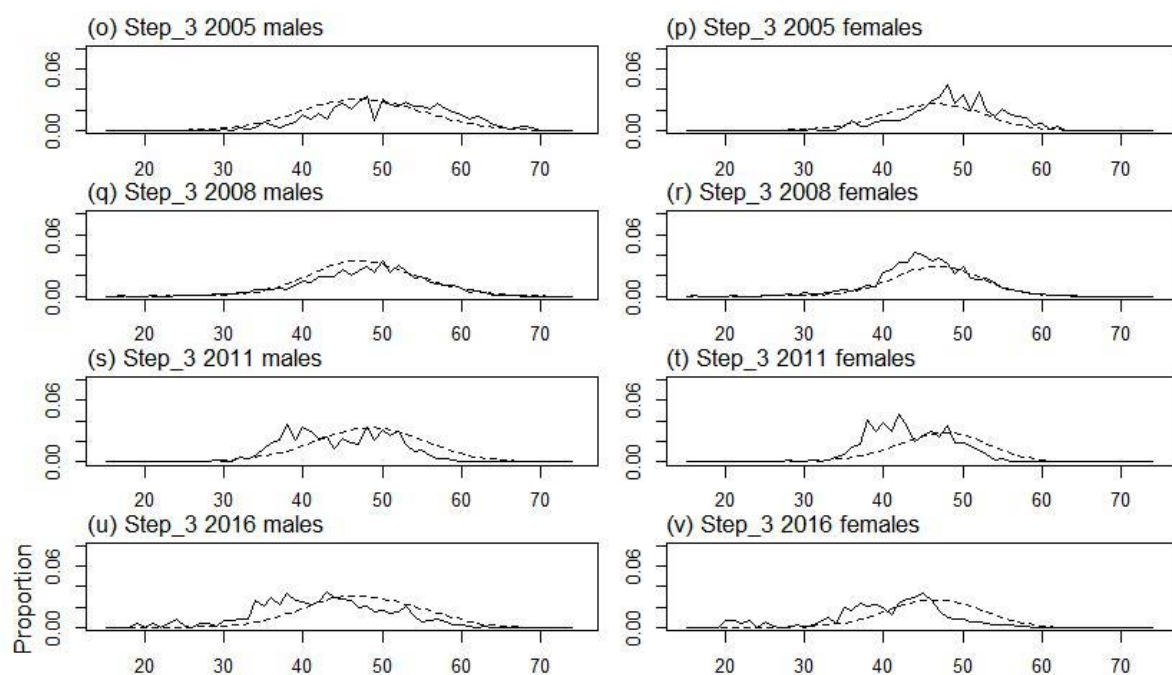 (o) Step_3 2005 males
(p) Step_3 2005 females
0.06
0.00
0.06
0.00
20 30 40 50 60 70
20 30 40 50 60 70
(q) Step_3 2008 males
(r) Step_3 2008 females
0.06
0.00
0.06
0.00
20 30 40 50 60 70
20 30 40 50 60 70
(s) Step_3 2011 males
(t) Step_3 2011 females
0.06
0.00
0.06
0.00
20 30 40 50 60 70
20 30 40 50 60 70
(u) Step_3 2016 males
(v) Step_3 2016 females
Proportion
0.06
0.00
0.06
0.00
20 30 40 50 60 70
20 30 40 50 60 70